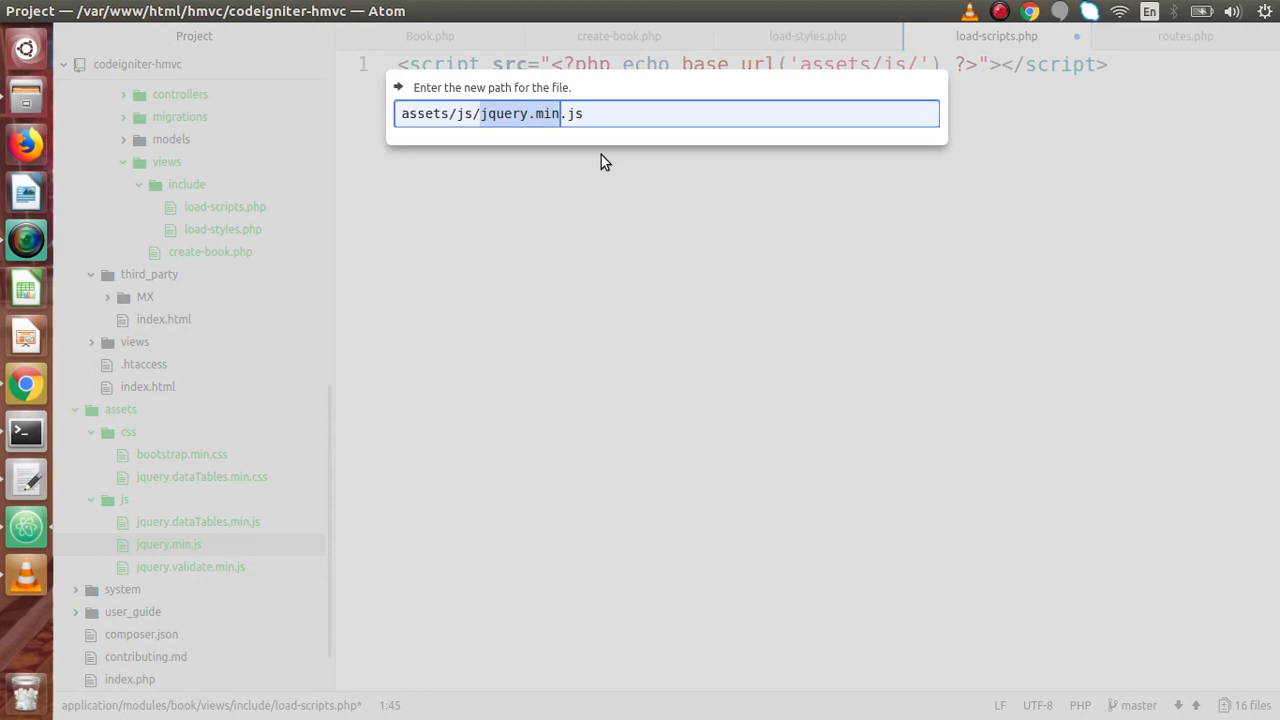 Project — /var/www/html/hmvc/codeigniter-hmvc — Atom
En
Project
Book.php
create-book.php
load-styles.php
load-scripts.php
routes.php
codeigniter-hmvc
controllers
migrations
models
views
include
load-scripts.php
load-styles.php
create-book.php
third_party
MX
index.html
views
.htaccess
index.html
assets
css
bootstrap.min.css
jquery.dataTables.min.css
js
jquery.dataTables.min.js
jquery.min.js
jquery.validate.min.js
system
user_guide
composer.json
contributing.md
index.php
1 <script src="<?php echo base_url('assets/js/') ?>"></script>
Enter the new path for the file.
assets/js/jquery.min.js
application/modules/book/views/include/load-scripts.php* 1:45
LF UTF-8 PHP master 16 files